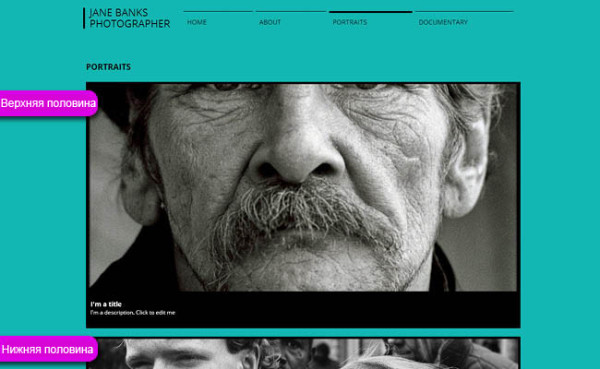 JANE BANKS
PHOTOGRAPHER
HOME ABOUT PORTRAITS DOCUMENTARY
PORTRAITS
Верхняя половина
I'm a title
I'm a description. Click to edit me
Нижняя половина